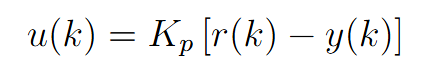 u(k) = K_p [r(k) − y(k)]